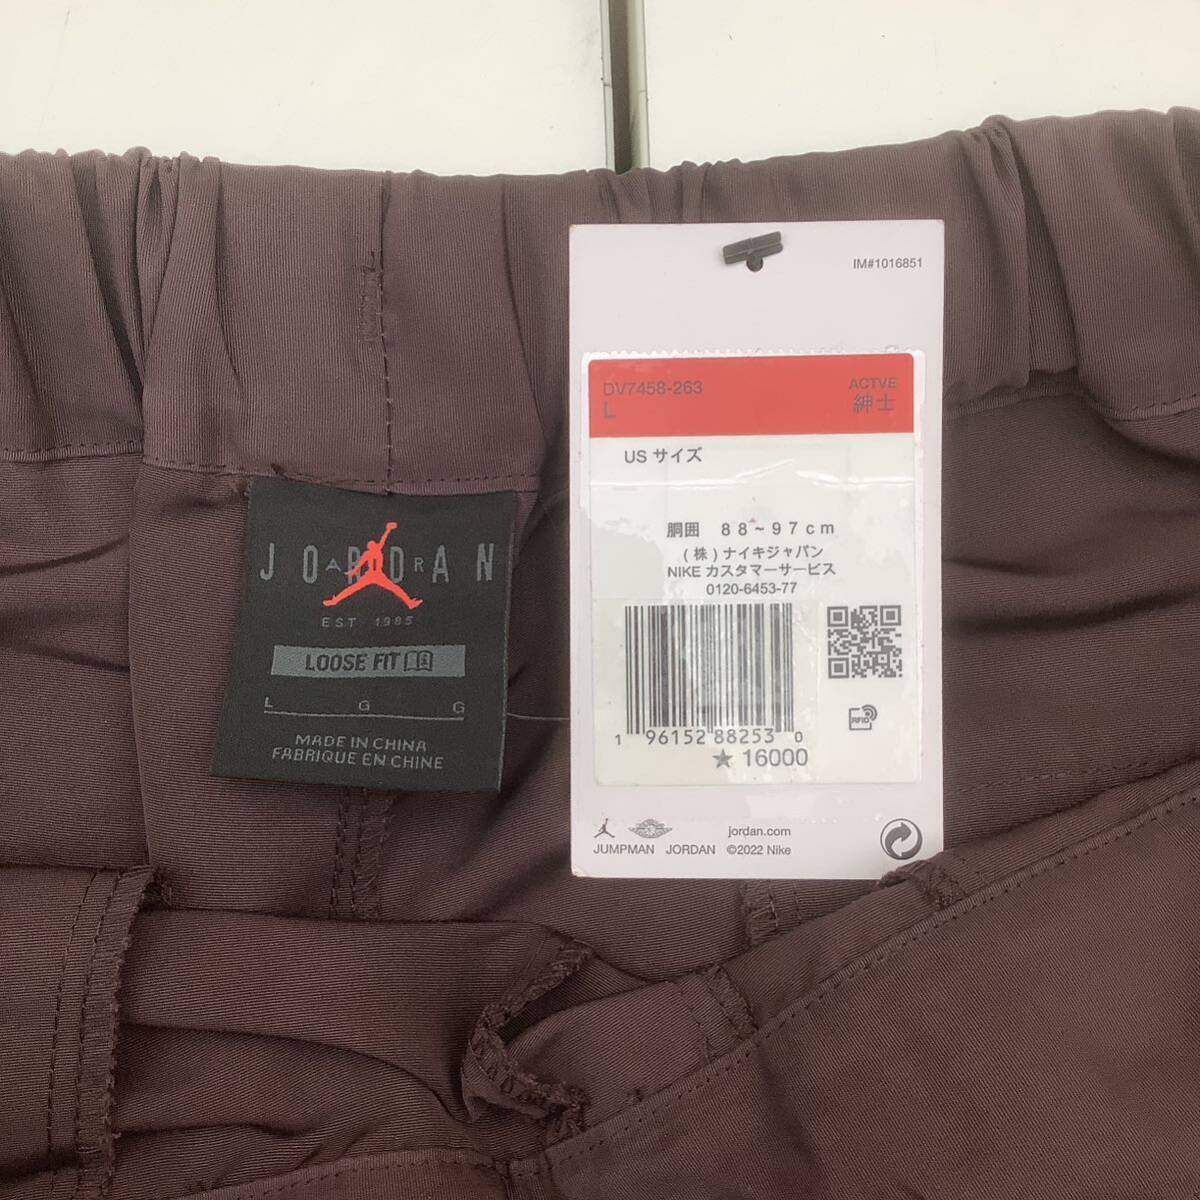 IM#1016851
DV7458-263
ACTVE
L
紳士
US サイズ
胴囲 88~97cm
(株)ナイキジャパン
NIKE カスタマーサービス
0120-6453-77
1 96152 88253 0
RFID
★ 16000
jordan.com
JUMPMAN JORDAN ©2022 Nike
JORDAN
AIR
EST 1985
LOOSE FIT
L G G
MADE IN CHINA
FABRIQUE EN CHINE